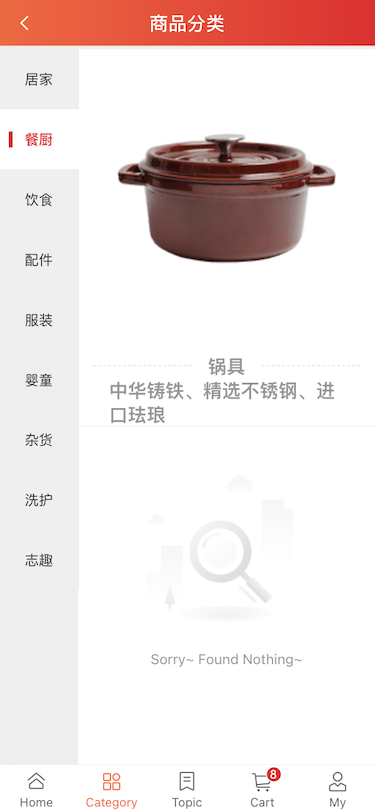 商品分类
居家
餐厨
饮食
配件
服装
婴童
杂货
洗护
志趣
锅具
中华铸铁、精选不锈钢、进
口珐琅
Sorry~ Found Nothing~
8
Home
Category
Topic
Cart
My